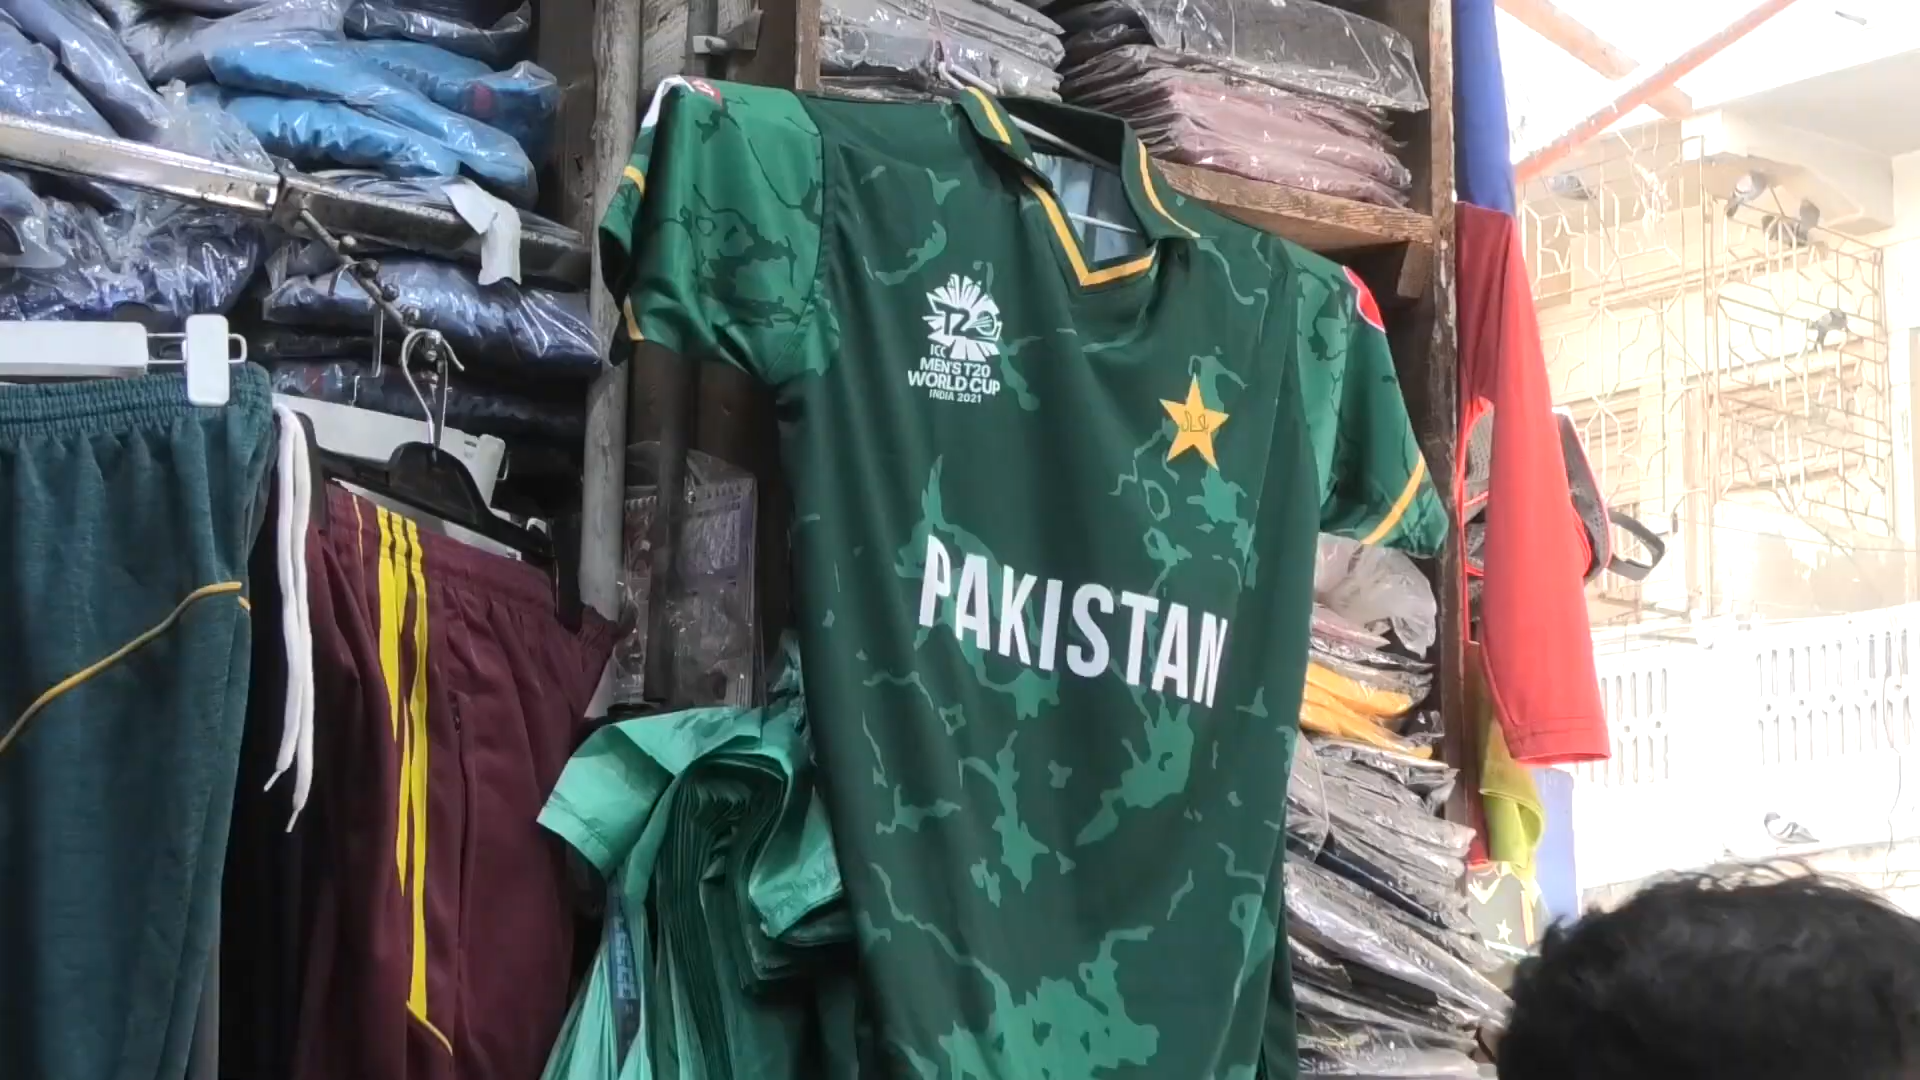 T20
ICC
MEN'S T20
WORLD CUP
INDIA 2021
PAKISTAN